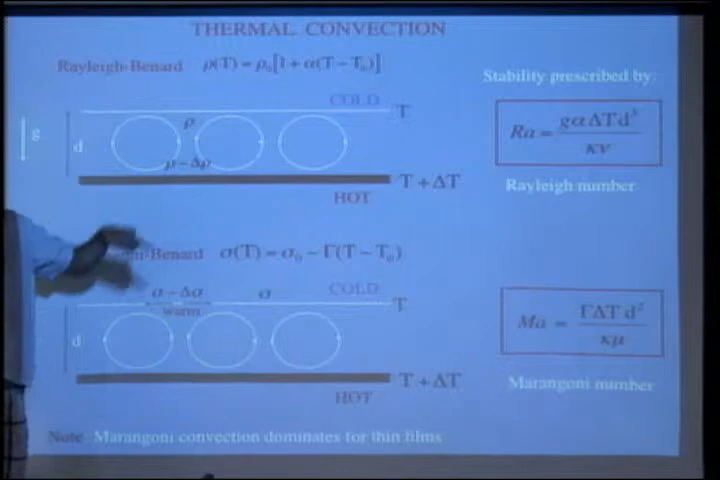 THERMAL CONVECTION
Rayleigh-Benard ρ(T) = ρ₀[1 + α(T − T₀)]
Stability prescribed by:
COLD
T
g
d
ρ
ρ − Δρ
T + ΔT
HOT
Ra = gαΔTd³ / κν
Rayleigh number
-Benard σ(T) = σ₀ − Γ(T − T₀)
σ − Δσ
σ
COLD
T
warm
d
T + ΔT
HOT
Ma = ΓΔT d² / κμ
Marangoni number
Note Marangoni convection dominates for thin films